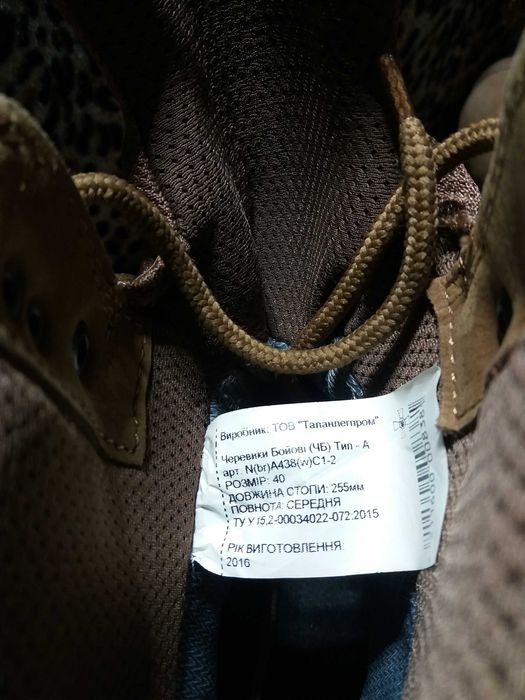 Виробник: ТОВ "Таланлегпром"
Черевики Бойові (ЧБ) Тип - А
арт. N(br)A438(w)C1-2
РОЗМІР: 40
ДОВЖИНА СТОПИ: 255мм
ПОВНОТА: СЕРЕДНЯ
ТУ У 15,2-00034022-072:2015
РІК ВИГОТОВЛЕННЯ:
2016